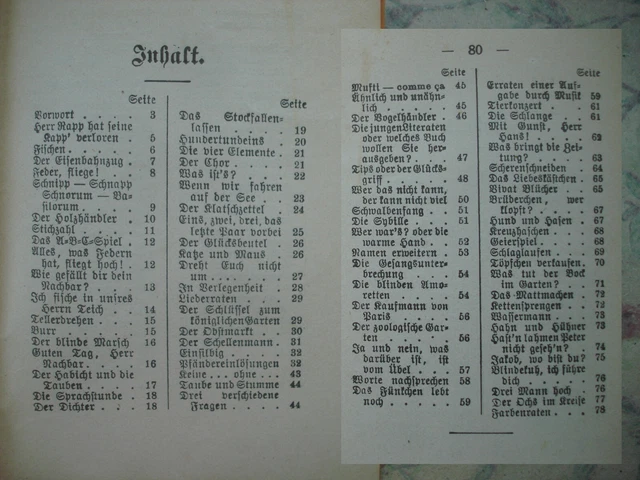 Inhalt.
Seite
Vorwort . . . . 3
Herr Rapp hat seine
Kapp' verloren . . 5
Fischen . . . . . 6
Der Eisenbahnzug . 7
Feder, fliege! . . . 8
Schnipp — Schnapp
Schnorum — Ba-
silorum . . . . 9
Der Holzhändler . 10
Stichzahl . . . . 11
Das A=B=C=Spiel . 12
Alles, was Federn
hat, fliegt hoch! . 12
Wie gefällt dir dein
Nachbar? . . . 13
Ich fische in unsres
Herrn Teich . . 14
Tellerdrehen . . . 15
Burr . . . . . 15
Der blinde Marsch 16
Guten Tag, Herr
Nachbar . . . . 16
Der Habicht und die
Tauben . . . . 17
Die Sprachstunde . 18
Der Dichter . . . 18
Seite
Das Stockfallen-
lassen . . . . 19
Hundertundeins . 20
Die vier Elemente . 21
Der Chor . . . . 21
Was ist's? . . . 22
Wenn wir fahren
auf der See . . 23
Der Klatschzettel . 24
Eins, zwei, drei, das
letzte Paar vorbei 25
Der Glücksbeutel . 26
Katze und Maus . 26
Dreht Euch nicht
um . . . . . 27
In Verlegenheit . 28
Liederraten . . . 29
Der Schlüssel zum
königlichen Garten 29
Der Obstmarkt . . 30
Der Schellenmann . 31
Einsilbig . . . . 32
Pfändereinlösungen 32
Keine . . . ohne . . 43
Taube und Stumme 44
Drei verschiedene
Fragen . . . . 44
— 80 —
Seite
Mufti — comme ça 45
Ähnlich und unähn-
lich . . . . . 45
Der Vogelhändler . 46
Die jungen Literaten
oder welches Buch
wollen Sie her-
ausgeben? . . . 47
Tips oder der Glücks-
griff . . . . . 48
Wer das nicht kann,
der kann nicht viel 50
Schwalbenfang . . 51
Die Sybille . . . 51
Wer war's? oder die
warme Hand . . 52
Namen erweitern . 53
Die Gesangsunter-
brechung . . . 54
Die blinden Amo-
retten . . . . 54
Der Kaufmann von
Paris . . . . 56
Der zoologische Gar-
ten . . . . . 56
Ja und nein, was
darüber ist, ist
vom Übel . . . 57
Worte nachsprechen 58
Das Fünkchen lebt
noch . . . . . 59
Seite
Erraten einer Auf-
gabe durch Musik 59
Tierkonzert . . . 61
Die Schlange . . 61
Mit Gunst, Herr
Hans! . . . . 62
Was bringt die Zei-
tung? . . . . 63
Scherenschneiden . 64
Das Liebeskästchen . 65
Vivat Blücher . . 65
Brüderchen, wer
klopft? . . . . 67
Hund und Hasen . 67
Kreuzhaschen . . 68
Geierspiel . . . . 68
Schlaglaufen . . . 69
Töpfchen verkaufen 70
Was tut der Bock
im Garten? . . 71
Das Mattmachen . 72
Kettensprengen . . 72
Wassermann . . . 73
Hahn und Hühner 73
Hast'n lahmen Peter
nicht geseh'n? . 74
Jakob, wo bist du? 75
Blindekuh, ich führe
dich . . . . . 76
Drei Mann hoch . 76
Der Ochs im Kreise 77
Farbenraten . . . 78